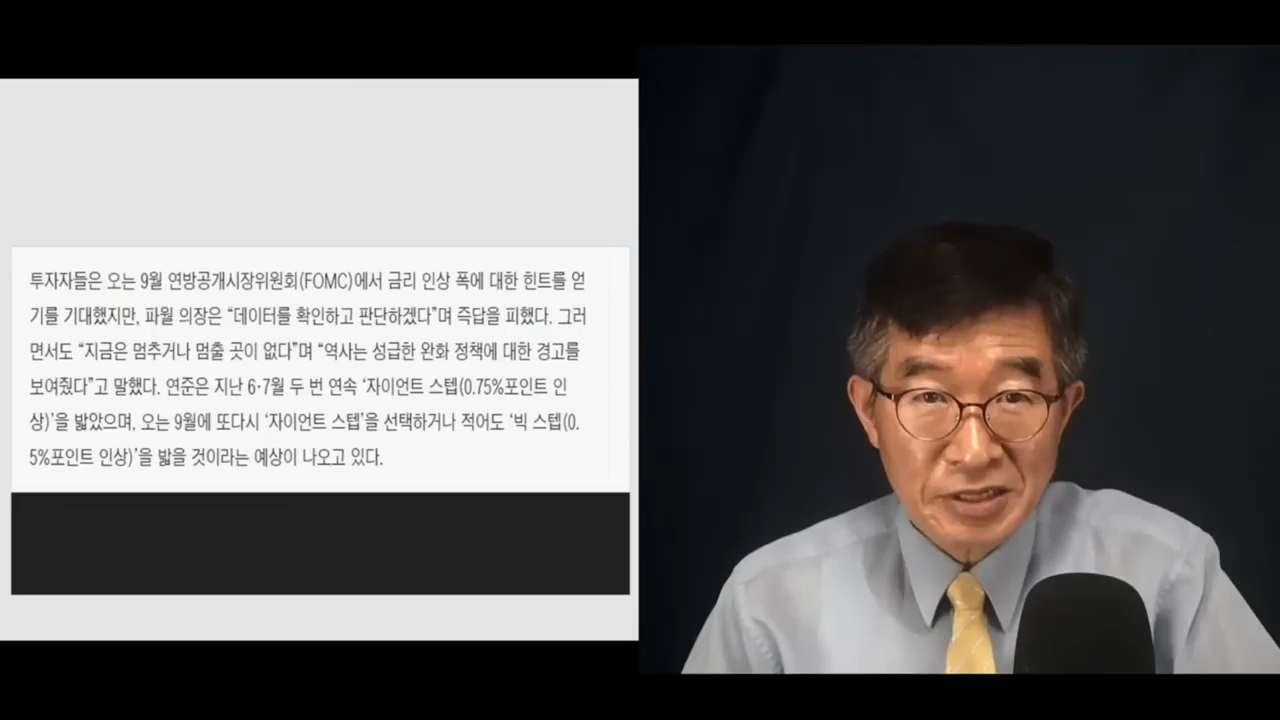 투자자들은 오는 9월 연방공개시장위원회(FOMC)에서 금리 인상 폭에 대한 힌트를 얻
기를 기대했지만, 파월 의장은 “데이터를 확인하고 판단하겠다”며 즉답을 피했다. 그러
면서도 “지금은 멈추거나 멈출 곳이 없다”며 “역사는 성급한 완화 정책에 대한 경고를
보여줬다”고 말했다. 연준은 지난 6·7월 두 번 연속 ‘자이언트 스텝(0.75%포인트 인
상)’을 밟았으며, 오는 9월에 또다시 ‘자이언트 스텝’을 선택하거나 적어도 ‘빅 스텝(0.
5%포인트 인상)’을 밟을 것이라는 예상이 나오고 있다.